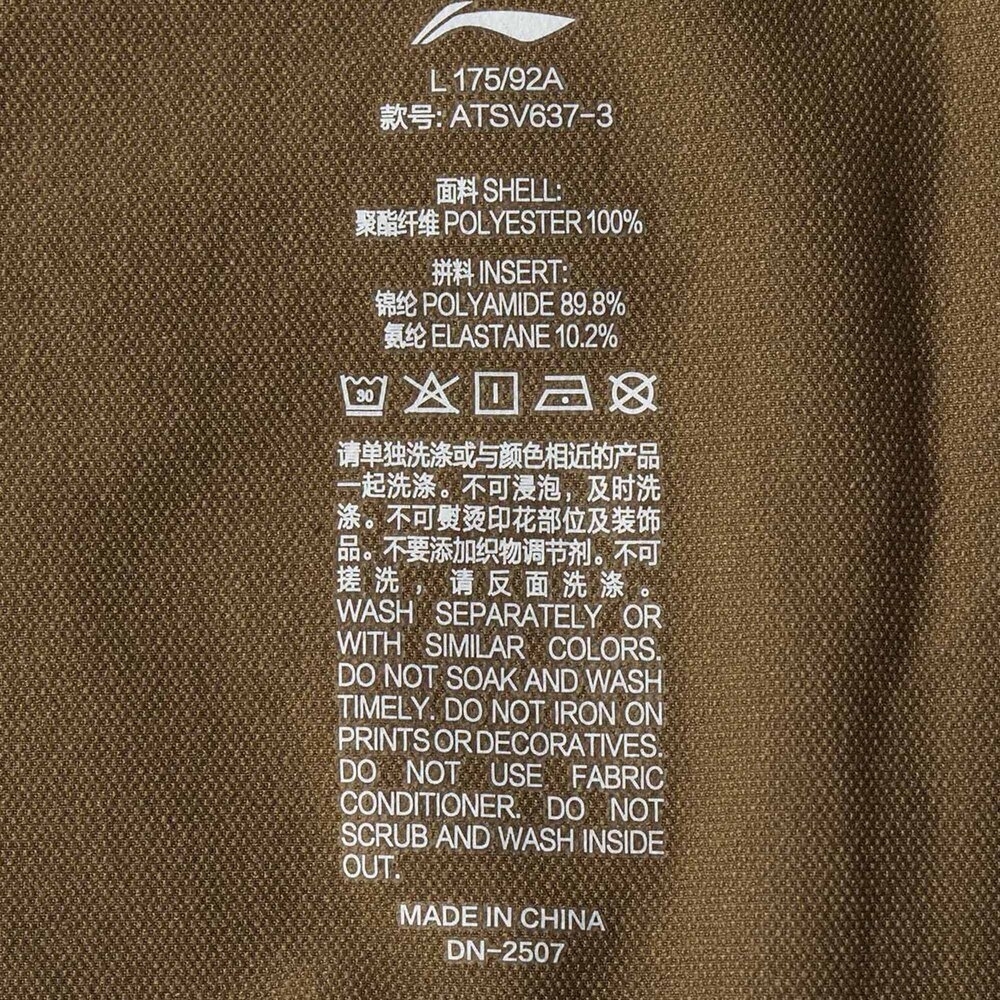 L 175/92A
款号: ATSV637-3
面料 SHELL:
聚酯纤维 POLYESTER 100%
拼料 INSERT:
锦纶 POLYAMIDE 89.8%
氨纶 ELASTANE 10.2%
30
请单独洗涤或与颜色相近的产品
一起洗涤。不可浸泡，及时洗
涤。不可熨烫印花部位及装饰
品。不要添加织物调节剂。不可
搓洗，请反面洗涤。
WASH SEPARATELY OR
WITH SIMILAR COLORS.
DO NOT SOAK AND WASH
TIMELY. DO NOT IRON ON
PRINTS OR DECORATIVES.
DO NOT USE FABRIC
CONDITIONER. DO NOT
SCRUB AND WASH INSIDE
OUT.
MADE IN CHINA
DN-2507